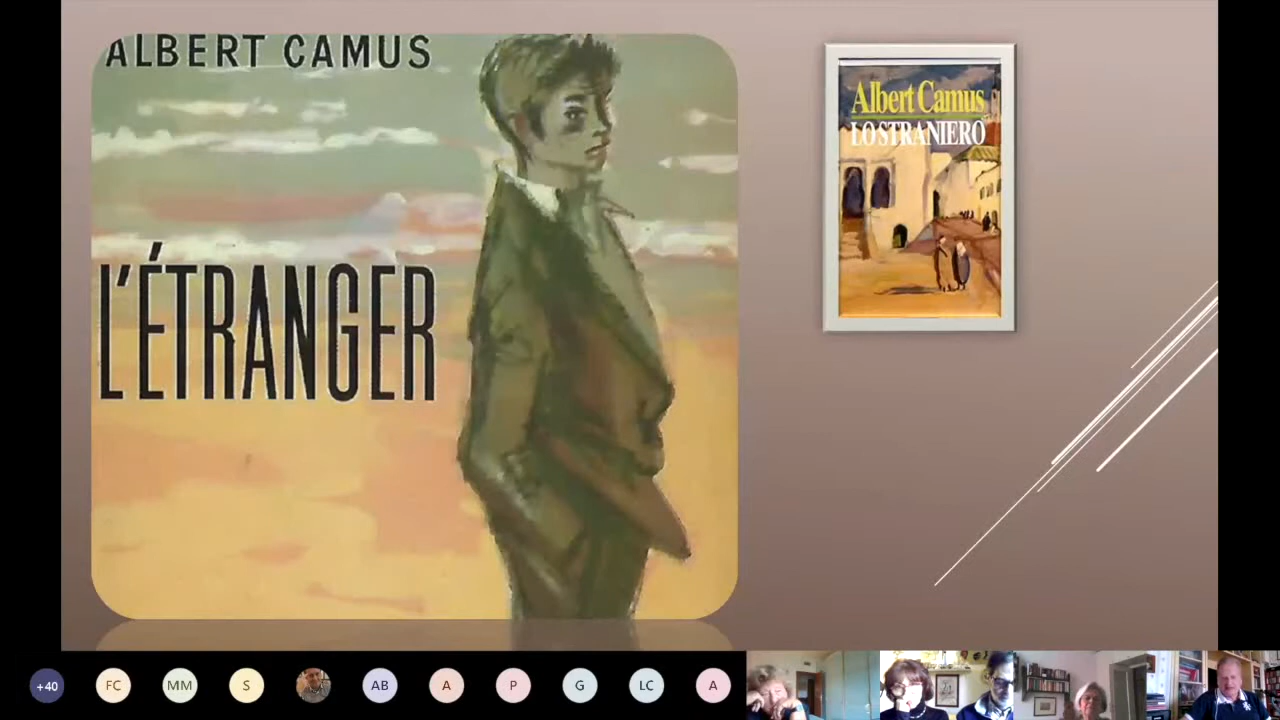 ALBERT CAMUS
L'ÉTRANGER
Albert Camus
LO STRANIERO
+40
FC
MM
S
AB
A
P
G
LC
A